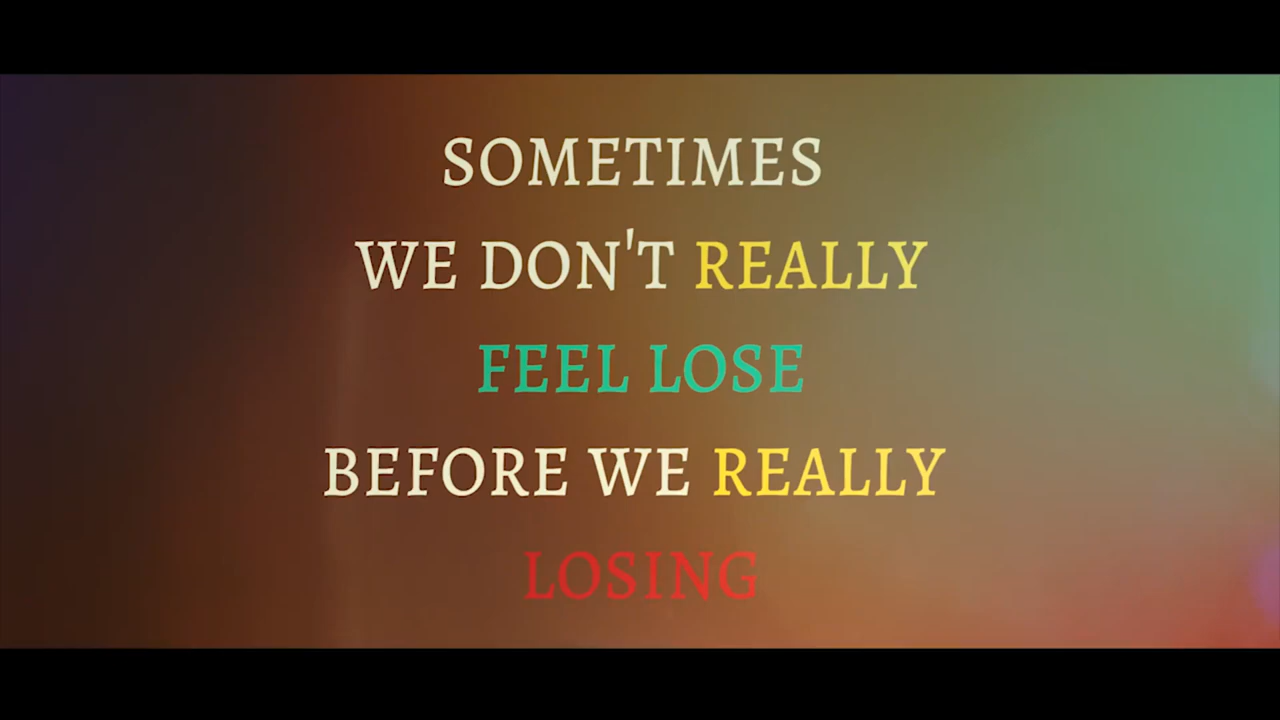 SOMETIMES
WE DON'T REALLY
FEEL LOSE
BEFORE WE REALLY
LOSING